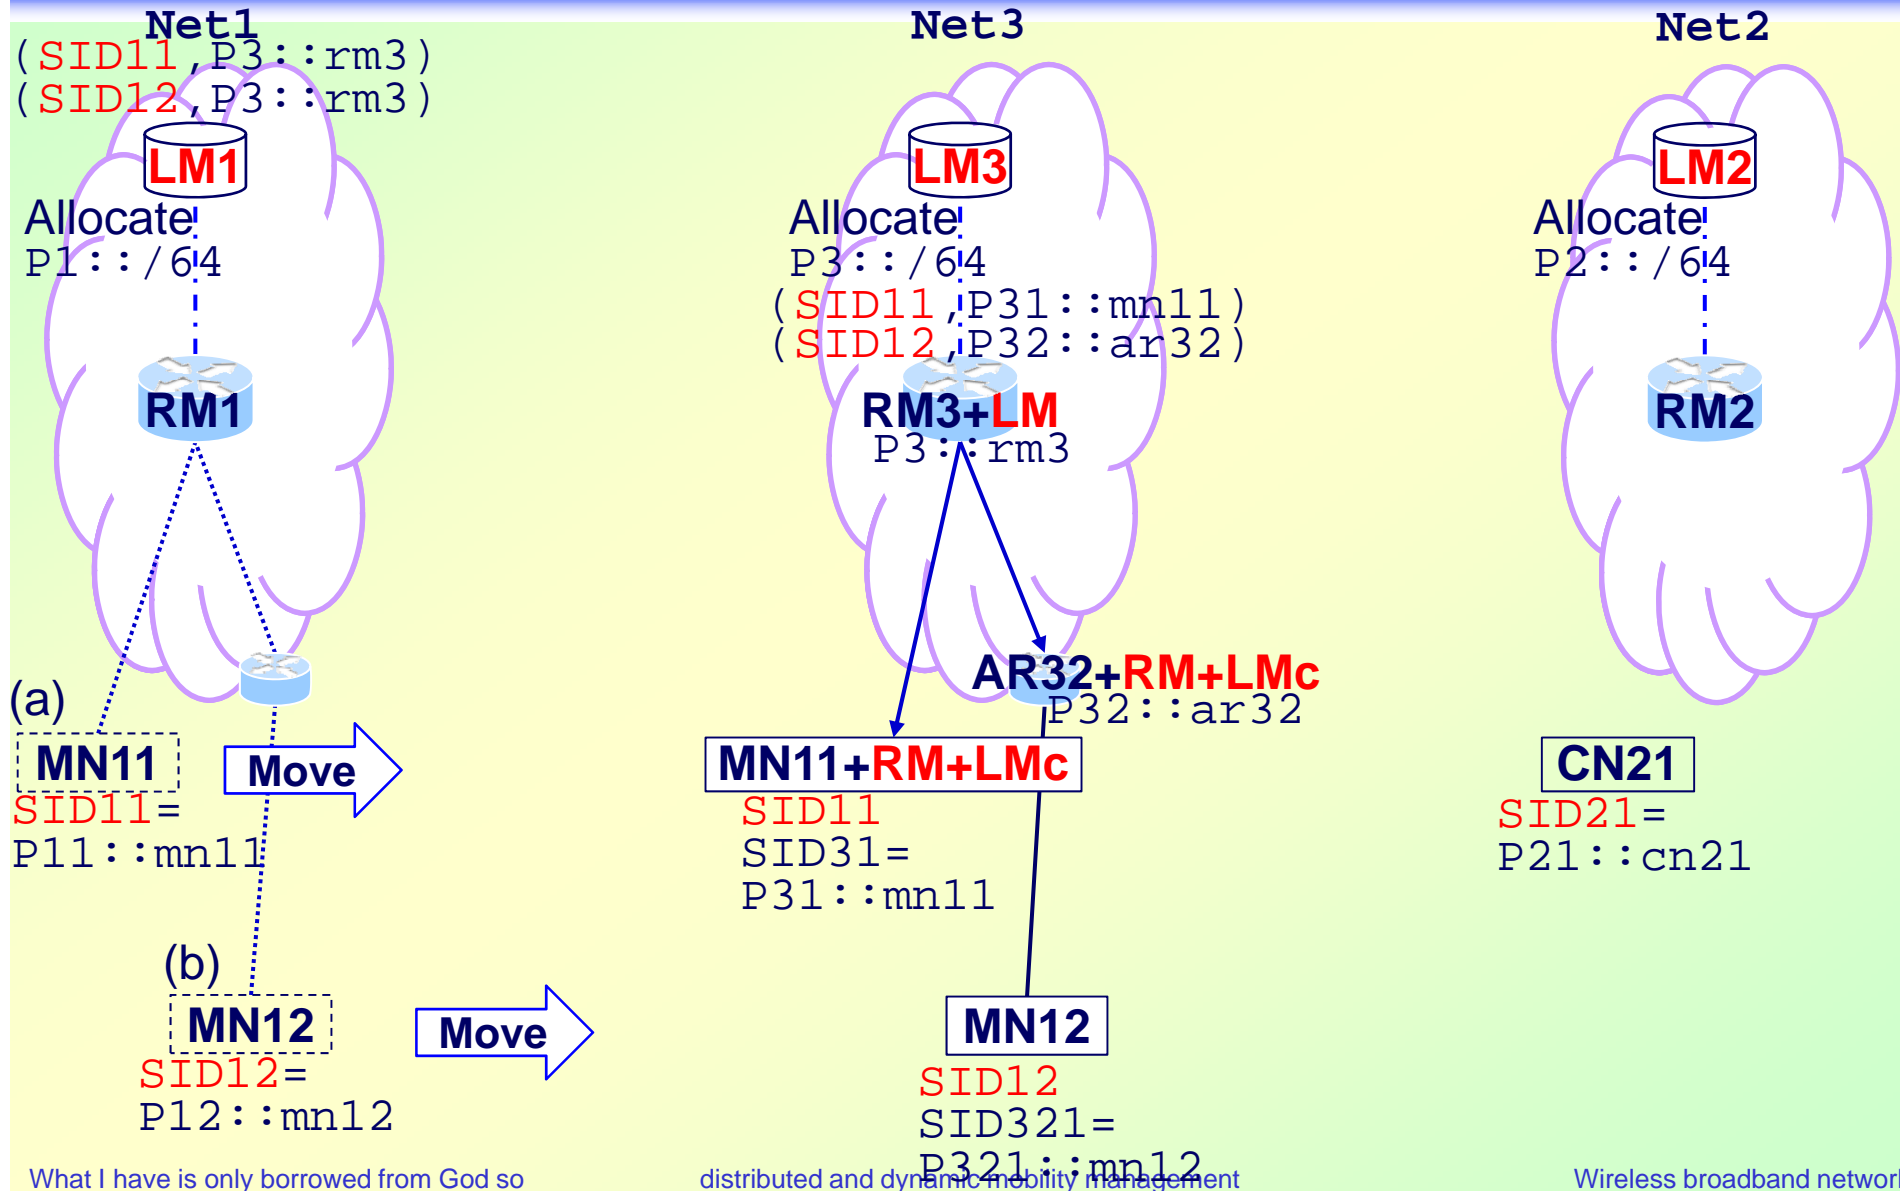 Net1
(SID11,P3::rm3)
(SID12,P3::rm3)
LM1
Allocate
P1::/64
RM1
(a)
MN11
SID11=
P11::mn11
Move
(b)
MN12
SID12=
P12::mn12
Move
Net3
LM3
Allocate
P3::/64
(SID11,P31::mn11)
(SID12,P32::ar32)
RM3+LM
P3::rm3
AR32+RM+LMc
P32::ar32
MN11+RM+LMc
SID11
SID31=
P31::mn11
MN12
SID12
SID321=
P321::mn12
Net2
LM2
Allocate
P2::/64
RM2
CN21
SID21=
P21::cn21
What I have is only borrowed from God so
distributed and dynamic mobility management
Wireless broadband network